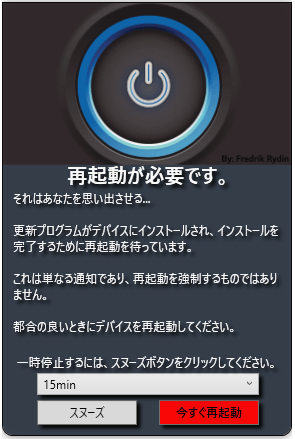 By: Fredrik Rydin
再起動が必要です。
それはあなたを思い出させる...
更新プログラムがデバイスにインストールされ、インストールを
完了するために再起動を待っています。
これは単なる通知であり、再起動を強制するものではあり
ません。
都合の良いときにデバイスを再起動してください。
一時停止するには、スヌーズボタンをクリックしてください。
15min
スヌーズ
今すぐ再起動